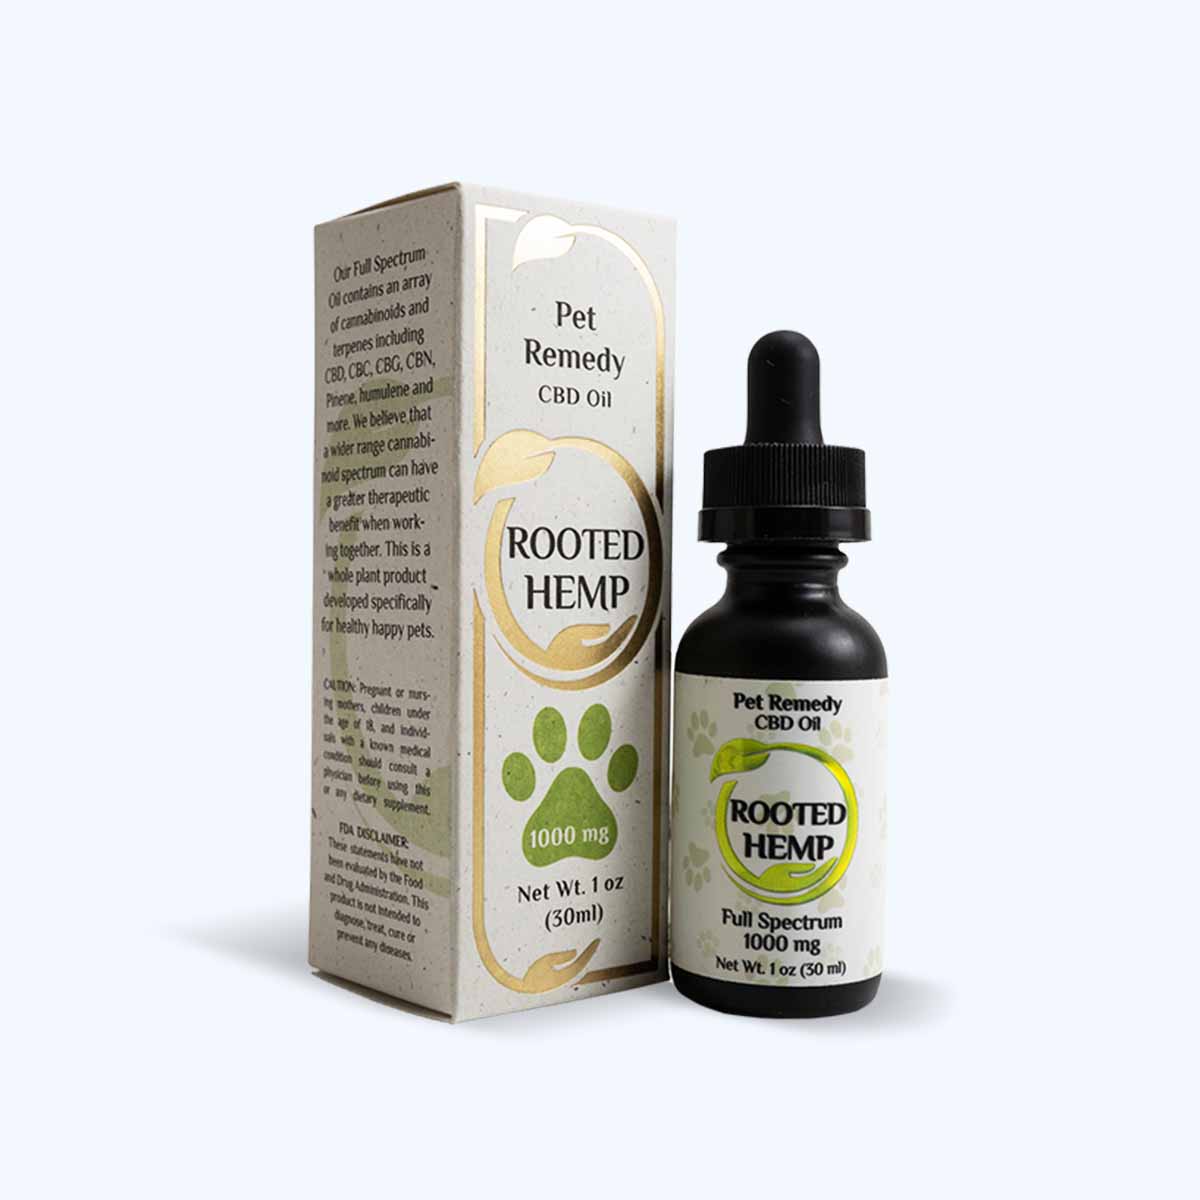 Our Full Spectrum
Oil contains an array
of cannabinoids and
terpenes including
CBD, CBC, CBG, CBN,
Pinene, humulene and
more. We believe that
a wider range cannabi-
noid spectrum can have
a greater therapeutic
benefit when work-
ing together. This is a
whole plant product
developed specifically
for healthy happy pets.
CAUTION: Pregnant or nurs-
ing mothers, children under
the age of 18, and individ-
uals with a known medical
condition should consult a
physician before using this
or any dietary supplement.
FDA DISCLAIMER:
These statements have not
been evaluated by the Food
and Drug Administration. This
product is not intended to
diagnose, treat, cure or
prevent any diseases.
Pet
Remedy
CBD Oil
ROOTED
HEMP
1000 mg
Net Wt. 1 oz
(30ml)
Pet Remedy
CBD Oil
ROOTED
HEMP
Full Spectrum
1000 mg
Net Wt. 1 oz (30 ml)